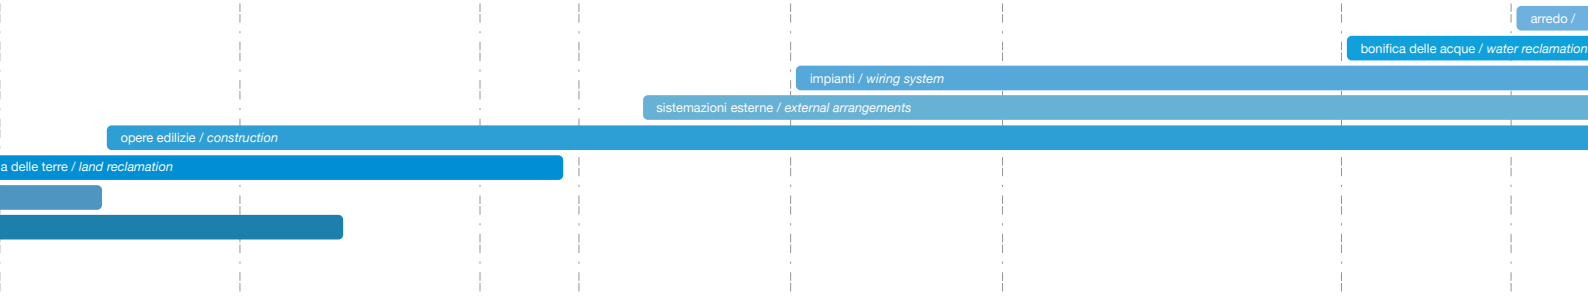 arredo /
bonifica delle acque / water reclamation
impianti / wiring system
sistemazioni esterne / external arrangements
opere edilizie / construction
a delle terre / land reclamation